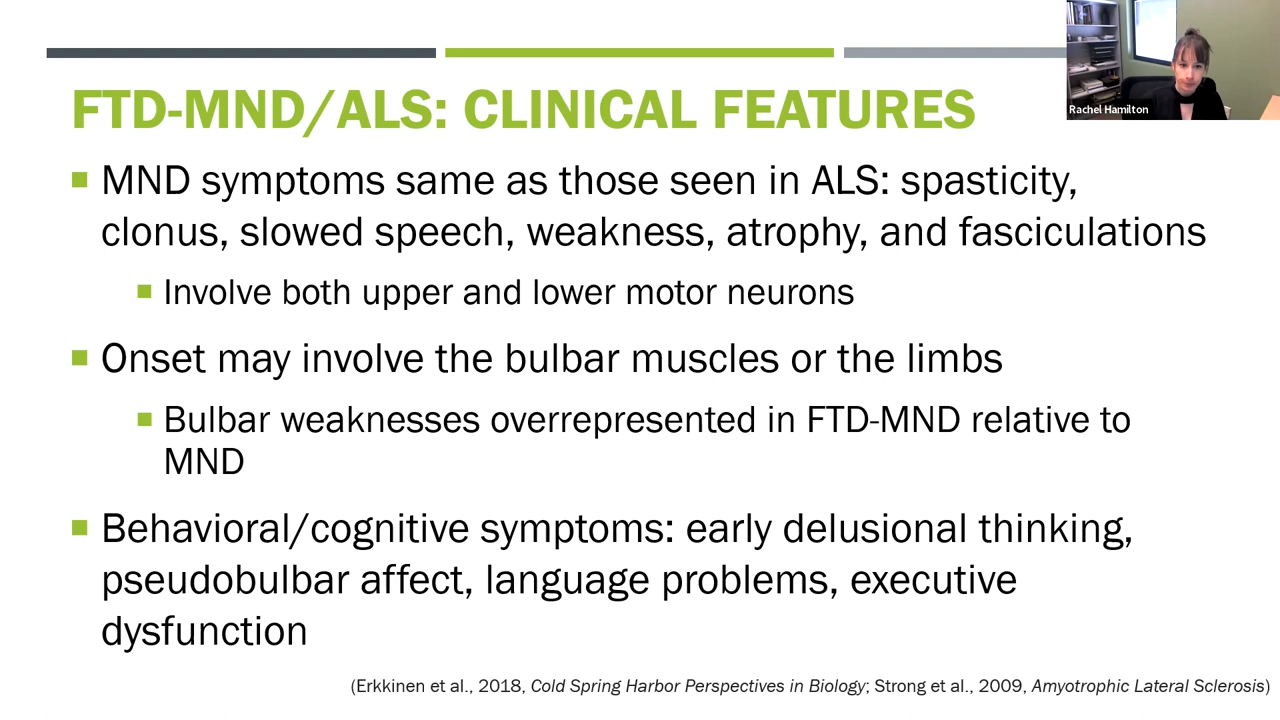 Rachel Hamilton
FTD-MND/ALS: CLINICAL FEATURES
MND symptoms same as those seen in ALS: spasticity,
clonus, slowed speech, weakness, atrophy, and fasciculations
Involve both upper and lower motor neurons
Onset may involve the bulbar muscles or the limbs
Bulbar weaknesses overrepresented in FTD-MND relative to
MND
Behavioral/cognitive symptoms: early delusional thinking,
pseudobulbar affect, language problems, executive
dysfunction
(Erkkinen et al., 2018, Cold Spring Harbor Perspectives in Biology; Strong et al., 2009, Amyotrophic Lateral Sclerosis)